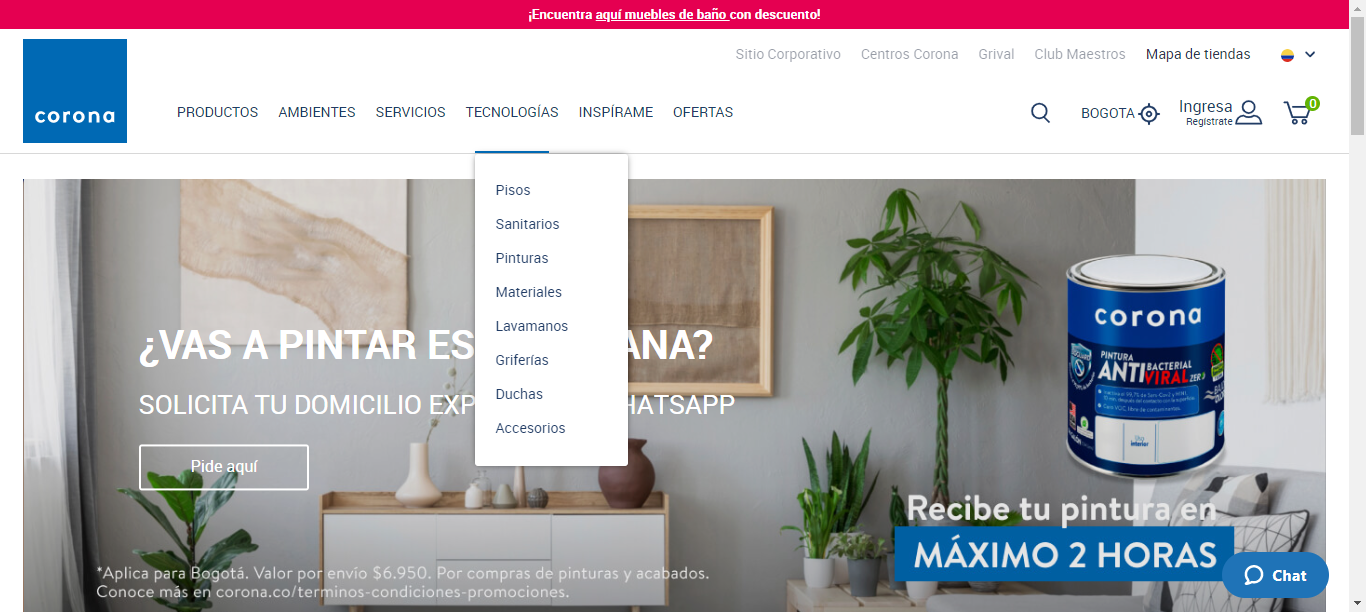 ¡Encuentra aquí muebles de baño con descuento!
Sitio Corporativo Centros Corona Grival Club Maestros Mapa de tiendas
corona
PRODUCTOS AMBIENTES SERVICIOS TECNOLOGÍAS INSPÍRAME OFERTAS
BOGOTA
Ingresa
Regístrate
0
Pisos
Sanitarios
Pinturas
Materiales
Lavamanos
Griferías
Duchas
Accesorios
¿VAS A PINTAR ES ANA?
SOLICITA TU DOMICILIO EXP HATSAPP
Pide aquí
corona
PINTURA
ANTIBACTERIAL
VIRAL ZERO
interior
Recibe tu pintura en
MÁXIMO 2 HORAS
*Aplica para Bogotá. Valor por envío $6.950. Por compras de pinturas y acabados.
Conoce más en corona.co/terminos-condiciones-promociones.
Chat